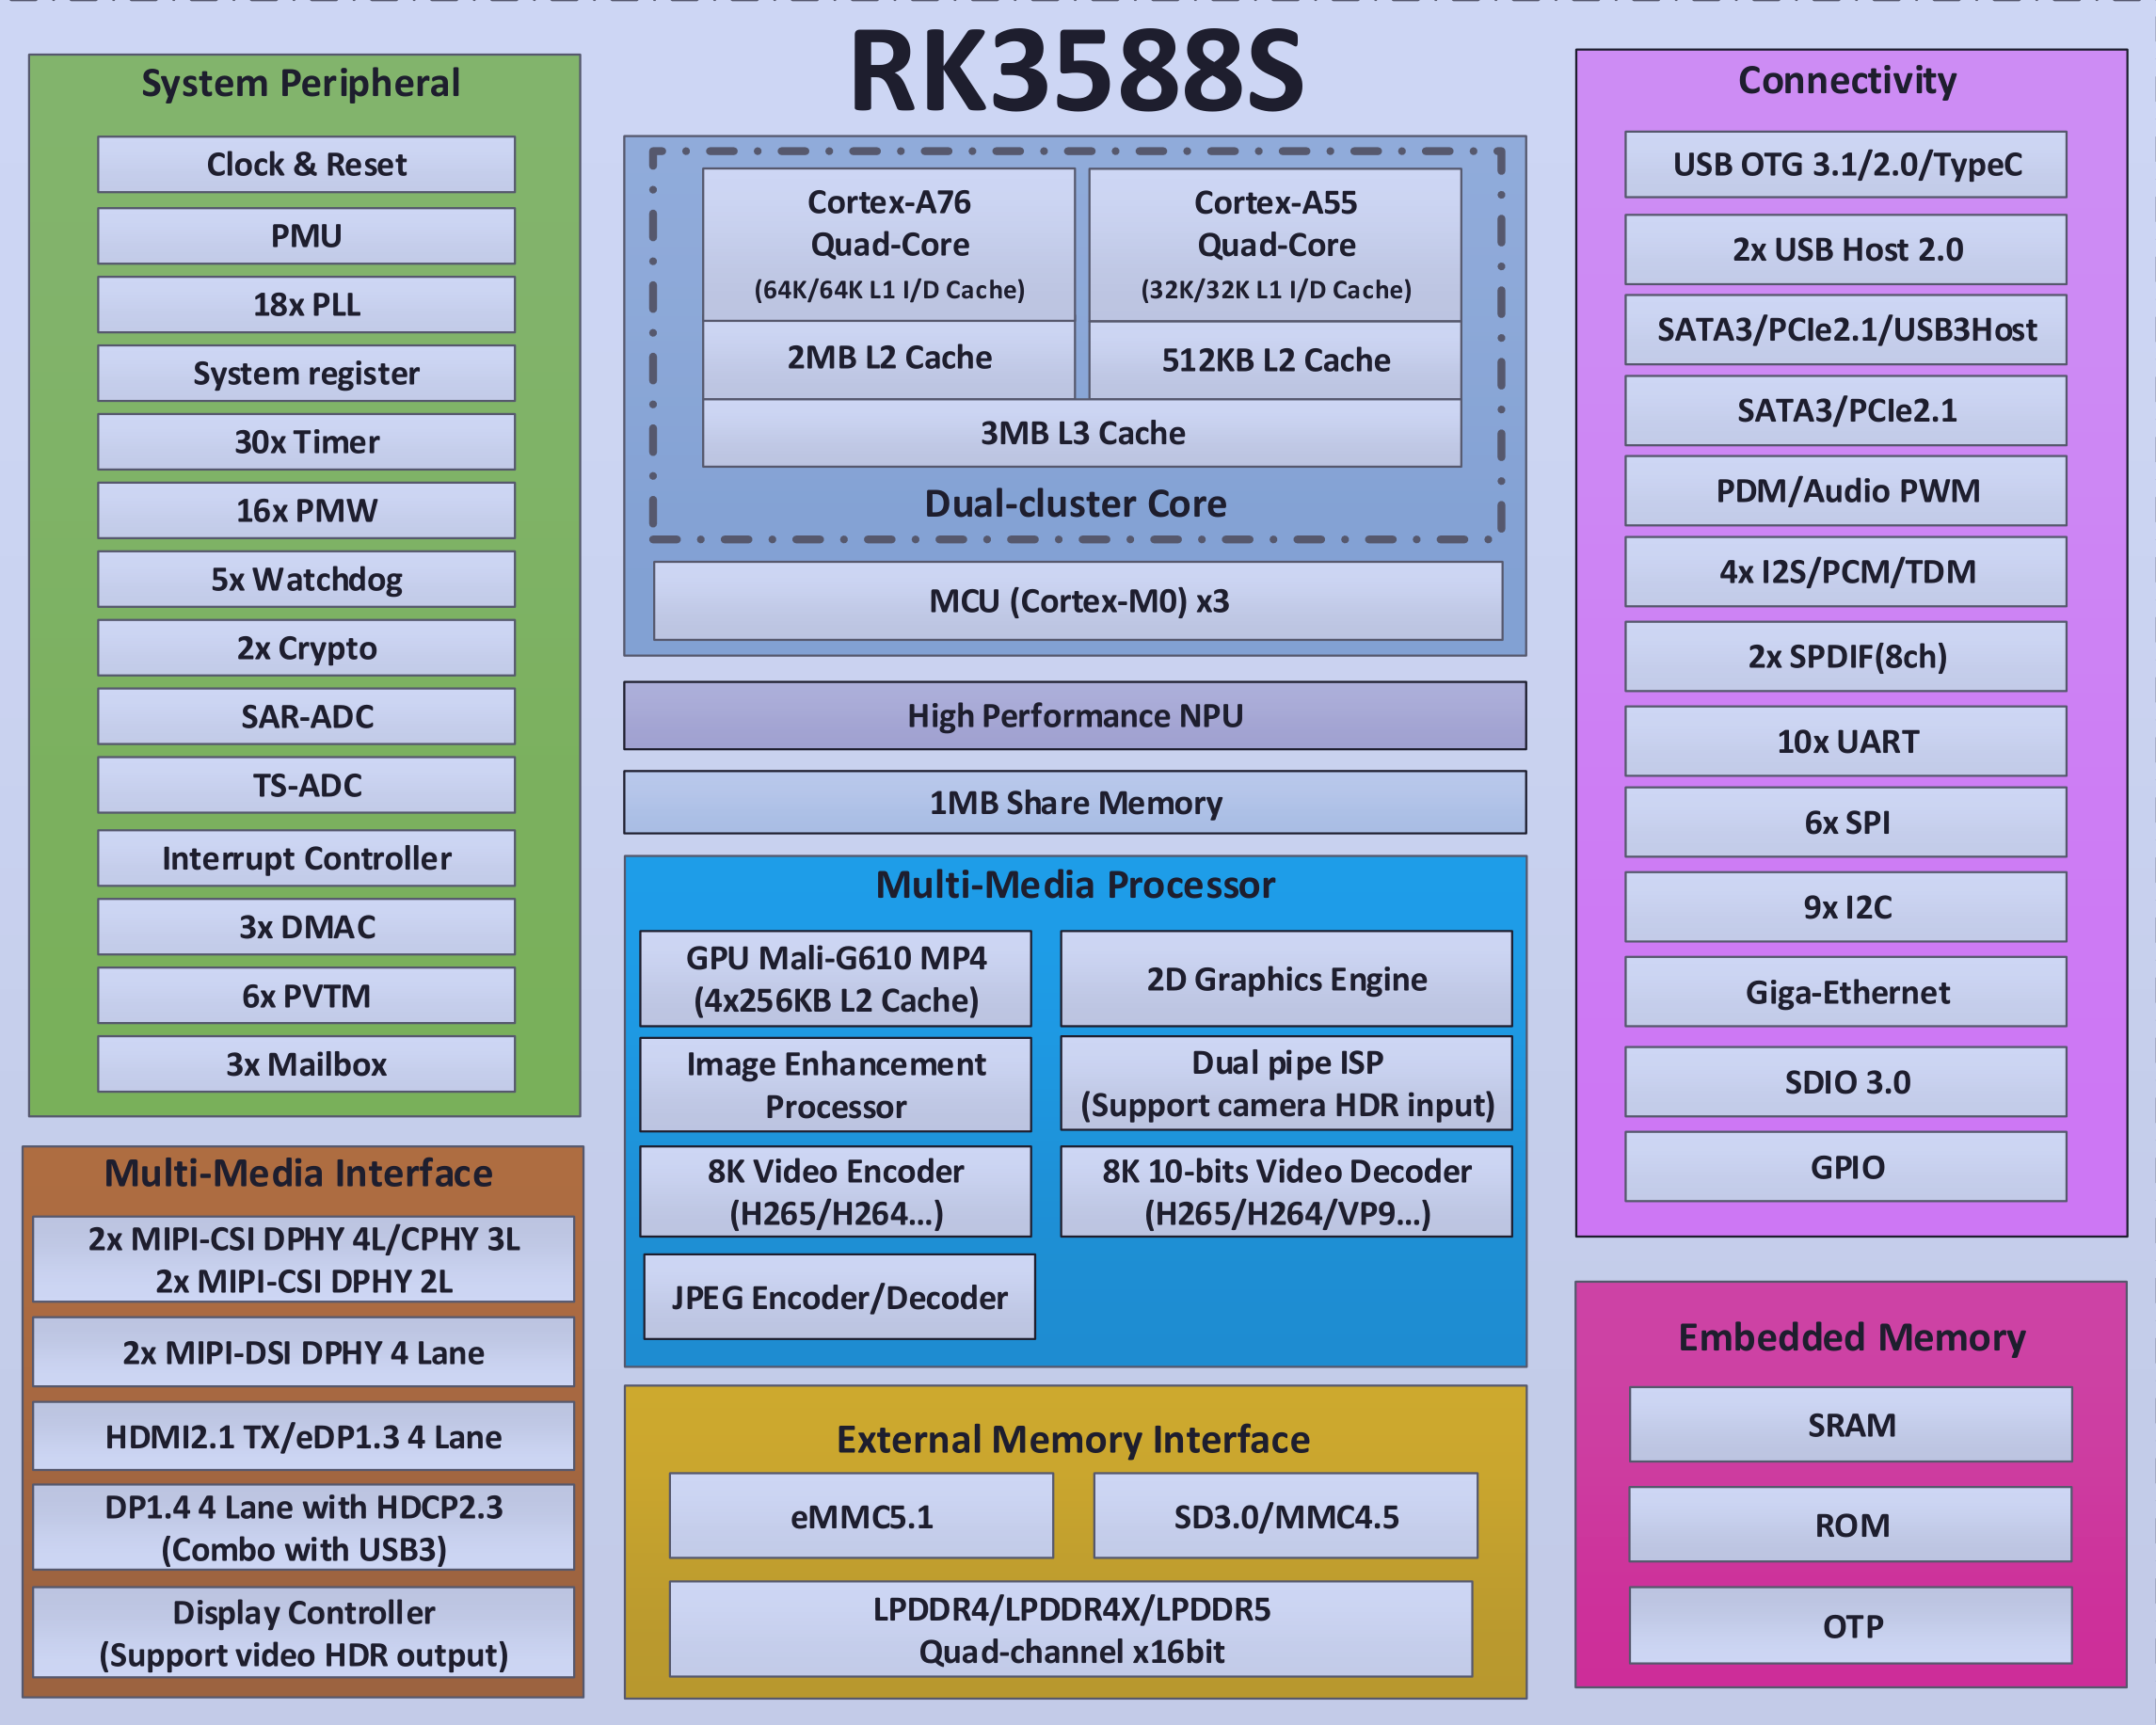 RK3588S
System Peripheral
Clock & Reset
PMU
18x PLL
System register
30x Timer
16x PMW
5x Watchdog
2x Crypto
SAR-ADC
TS-ADC
Interrupt Controller
3x DMAC
6x PVTM
3x Mailbox
Multi-Media Interface
2x MIPI-CSI DPHY 4L/CPHY 3L
2x MIPI-CSI DPHY 2L
2x MIPI-DSI DPHY 4 Lane
HDMI2.1 TX/eDP1.3 4 Lane
DP1.4 4 Lane with HDCP2.3
(Combo with USB3)
Display Controller
(Support video HDR output)
Cortex-A76
Quad-Core
(64K/64K L1 I/D Cache)
2MB L2 Cache
Cortex-A55
Quad-Core
(32K/32K L1 I/D Cache)
512KB L2 Cache
3MB L3 Cache
Dual-cluster Core
MCU (Cortex-M0) x3
High Performance NPU
1MB Share Memory
Multi-Media Processor
GPU Mali-G610 MP4
(4x256KB L2 Cache)
2D Graphics Engine
Image Enhancement
Processor
Dual pipe ISP
(Support camera HDR input)
8K Video Encoder
(H265/H264...)
8K 10-bits Video Decoder
(H265/H264/VP9...)
JPEG Encoder/Decoder
External Memory Interface
eMMC5.1
SD3.0/MMC4.5
LPDDR4/LPDDR4X/LPDDR5
Quad-channel x16bit
Connectivity
USB OTG 3.1/2.0/TypeC
2x USB Host 2.0
SATA3/PCIe2.1/USB3Host
SATA3/PCIe2.1
PDM/Audio PWM
4x I2S/PCM/TDM
2x SPDIF(8ch)
10x UART
6x SPI
9x I2C
Giga-Ethernet
SDIO 3.0
GPIO
Embedded Memory
SRAM
ROM
OTP